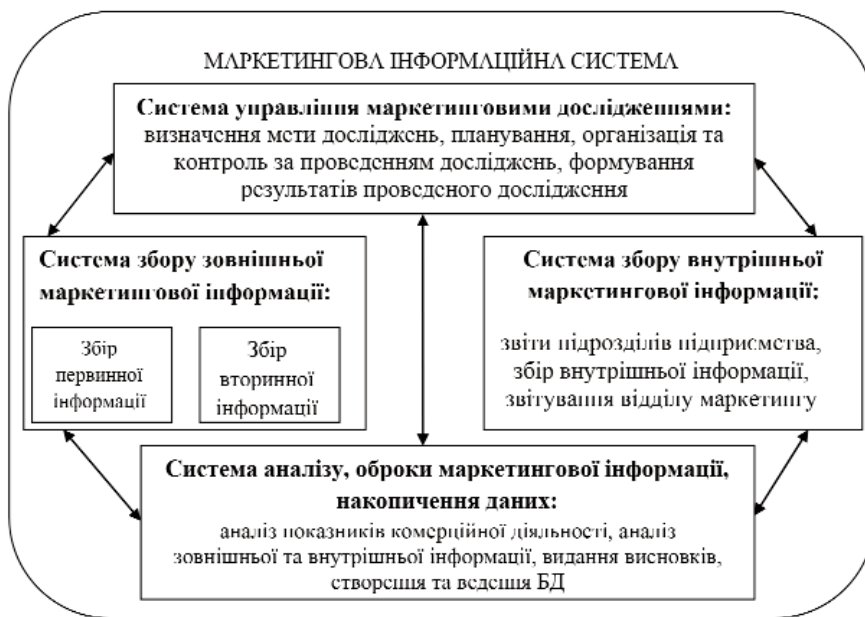 МАРКЕТИНГОВА ІНФОРМАЦІЙНА СИСТЕМА
Система управління маркетинговими дослідженнями:
визначення мети досліджень, планування, організація та
контроль за проведенням досліджень, формування
результатів проведеного дослідження
Система збору зовнішньої
маркетингової інформації:
Збір
первинної
інформації
Збір
вторинної
інформації
Система збору внутрішньої
маркетингової інформації:
звіти підрозділів підприємства,
збір внутрішньої інформації,
звітування відділу маркетингу
Система аналізу, оброки маркетингової інформації,
накопичення даних:
аналіз показників комерційної діяльності, аналіз
зовнішньої та внутрішньої інформації, видання висновків,
створення та ведення БД